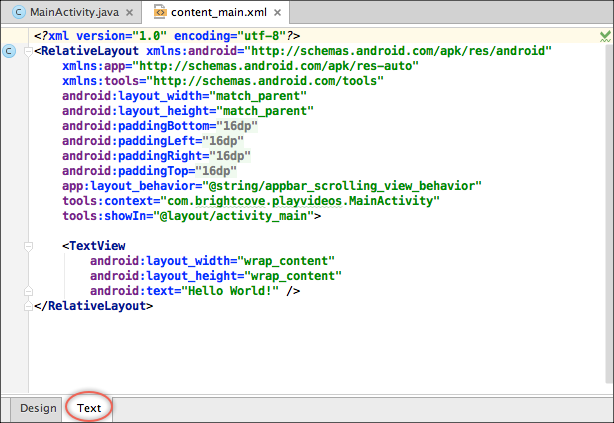 MainActivity.java content_main.xml
<?xml version="1.0" encoding="utf-8"?>
<RelativeLayout xmlns:android="http://schemas.android.com/apk/res/android"
    xmlns:app="http://schemas.android.com/apk/res-auto"
    xmlns:tools="http://schemas.android.com/tools"
    android:layout_width="match_parent"
    android:layout_height="match_parent"
    android:paddingBottom="16dp"
    android:paddingLeft="16dp"
    android:paddingRight="16dp"
    android:paddingTop="16dp"
    app:layout_behavior="@string/appbar_scrolling_view_behavior"
    tools:context="com.brightcove.playvideos.MainActivity"
    tools:showIn="@layout/activity_main">
    <TextView
        android:layout_width="wrap_content"
        android:layout_height="wrap_content"
        android:text="Hello World!" />
</RelativeLayout>
Design Text